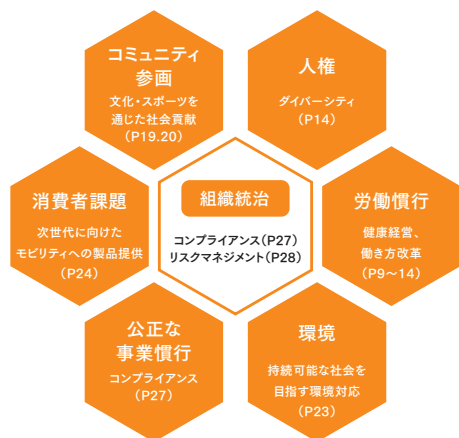 コミュニティ
参画
文化・スポーツを
通じた社会貢献
(P19.20)
人権
ダイバーシティ
(P14)
消費者課題
次世代に向けた
モビリティへの製品提供
(P24)
組織統治
コンプライアンス(P27)
リスクマネジメント(P28)
労働慣行
健康経営、
働き方改革
(P9〜14)
公正な
事業慣行
コンプライアンス
(P27)
環境
持続可能な社会を
目指す環境対応
(P23)